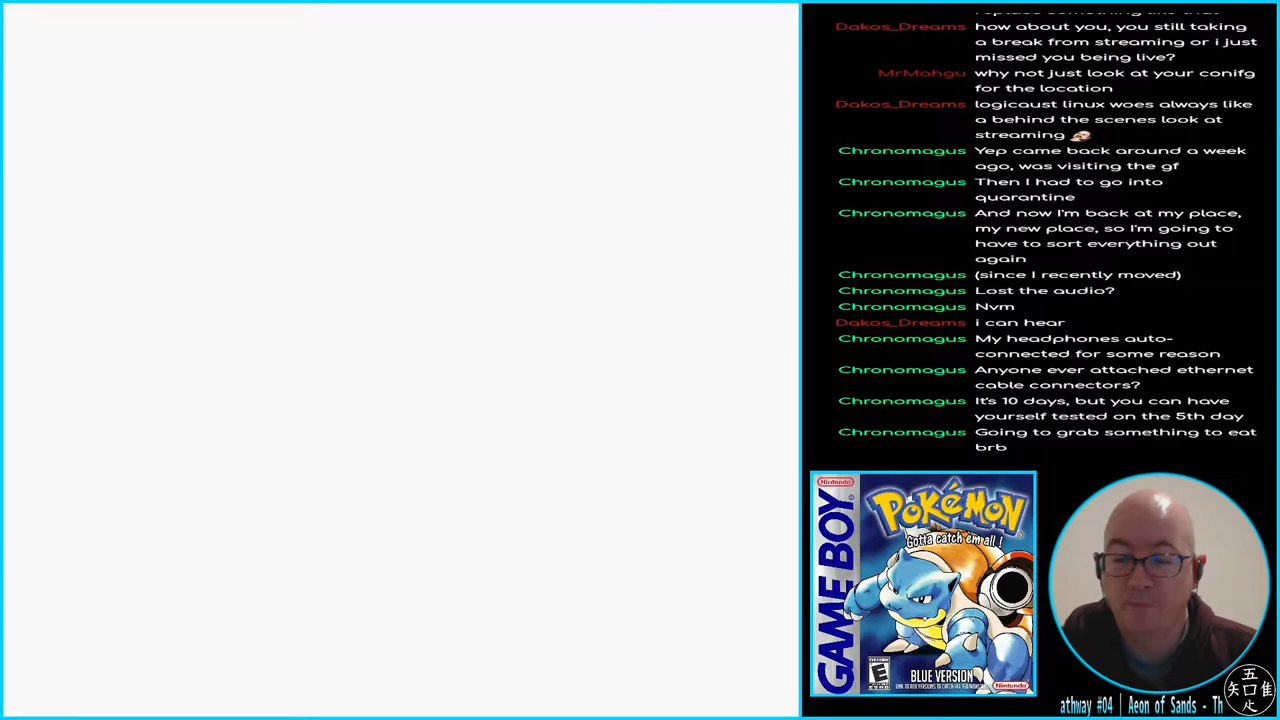 Dakos_Dreams how about you, you still taking
a break from streaming or i just
missed you being live?
MrMahgu why not just look at your conifg
for the location
Dakos_Dreams logicaust linux woes always like
a behind the scenes look at
streaming
Chronomagus Yep came back around a week
ago, was visiting the gf
Chronomagus Then I had to go into
quarantine
Chronomagus And now I'm back at my place,
my new place, so I'm going to
have to sort everything out
again
Chronomagus (since I recently moved)
Chronomagus Lost the audio?
Chronomagus Nvm
Dakos_Dreams i can hear
Chronomagus My headphones auto-
connected for some reason
Chronomagus Anyone ever attached ethernet
cable connectors?
Chronomagus It's 10 days, but you can have
yourself tested on the 5th day
Chronomagus Going to grab something to eat
brb
Nintendo
GAME BOY
POKéMON
Gotta catch 'em all!
E
BLUE VERSION
Nintendo
athway #04 | Aeon of Sands - Th
五
矢口隹
止